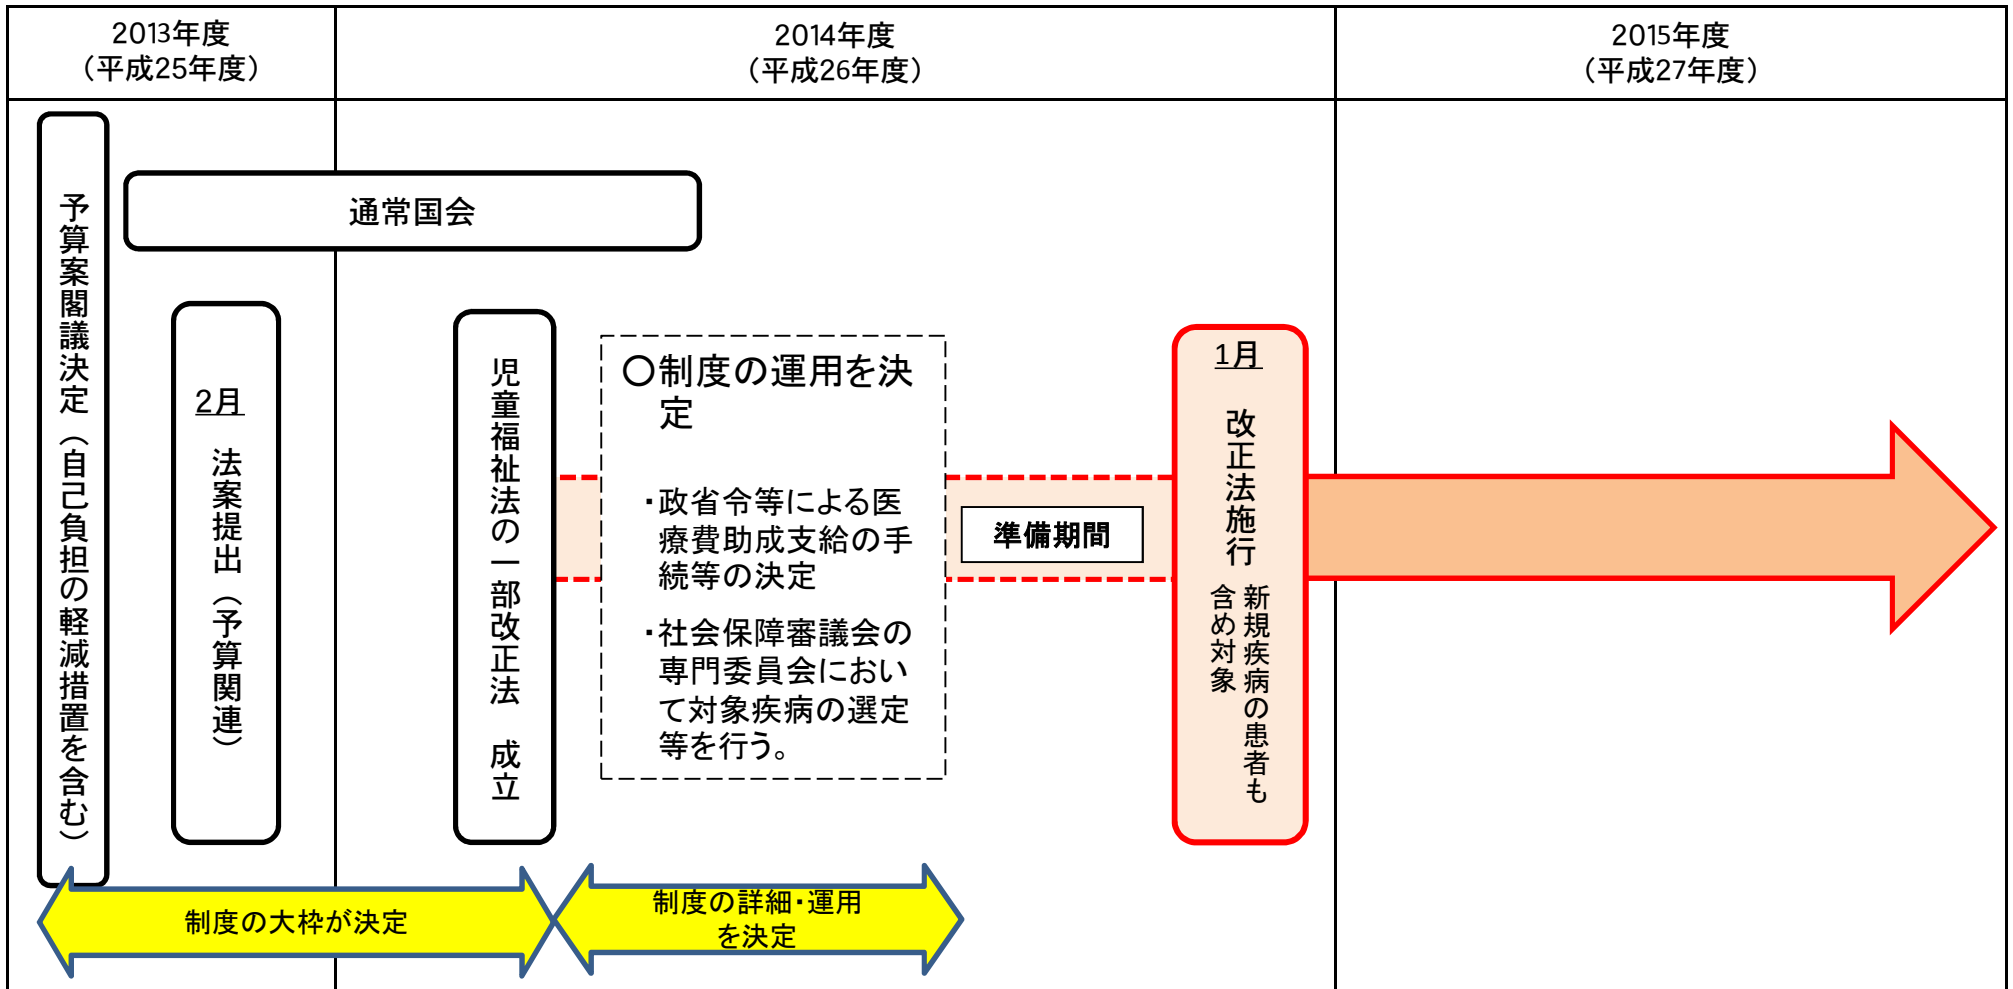 2013年度
（平成25年度）
2014年度
（平成26年度）
2015年度
（平成27年度）
予算案閣議決定（自己負担の軽減措置を含む）
通常国会
2月
法案提出（予算関連）
児童福祉法の一部改正法　成立
○制度の運用を決
定
・政省令等による医
療費助成支給の手
続等の決定
・社会保障審議会の
専門委員会におい
て対象疾病の選定
等を行う。
準備期間
1月
改正法施行
新規疾病の患者も
含め対象
制度の大枠が決定
制度の詳細・運用
を決定